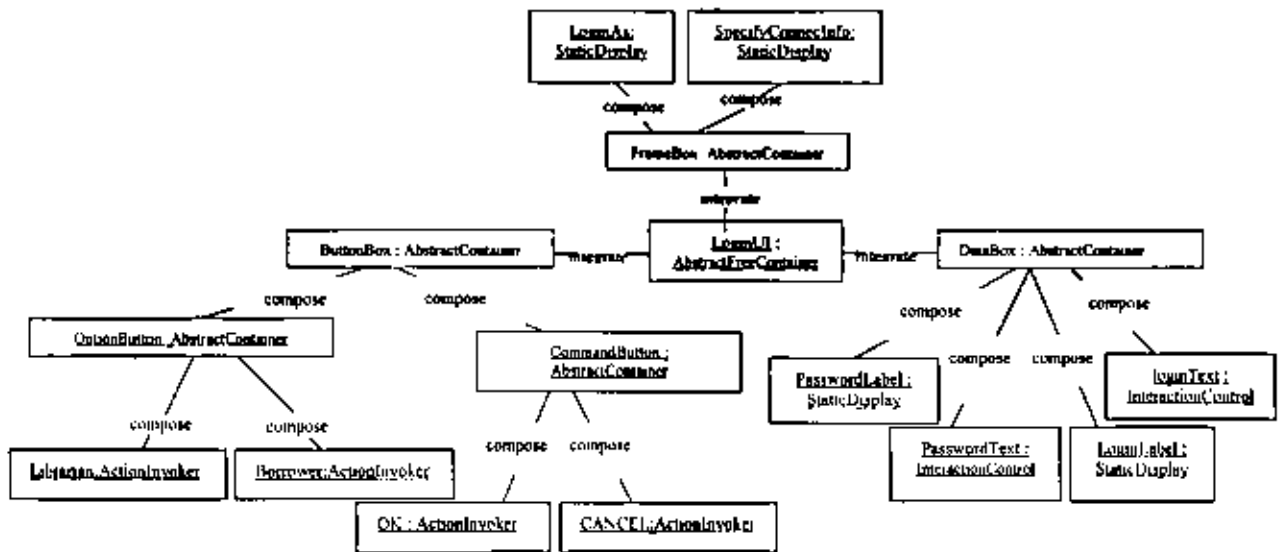 LoginAs:
StaticDisplay
SpecifyConnecInfo:
StaticDisplay
compose
compose
FrameBox AbstractContainer
integrate
ButtonBox : AbstractContainer
integrate
LoginUI :
AbstractFreeContainer
integrate
DataBox : AbstractContainer
compose
compose
compose
compose
compose
compose
OptionButton AbstractContainer
CommandButton :
AbstractContainer
PasswordLabel :
StaticDisplay
loginText :
InteractionControl
compose
compose
compose
compose
Librarian:ActionInvoker
Borrower:ActionInvoker
PasswordText :
InteractionControl
LoginLabel :
StaticDisplay
OK : ActionInvoker
CANCEL:ActionInvoker